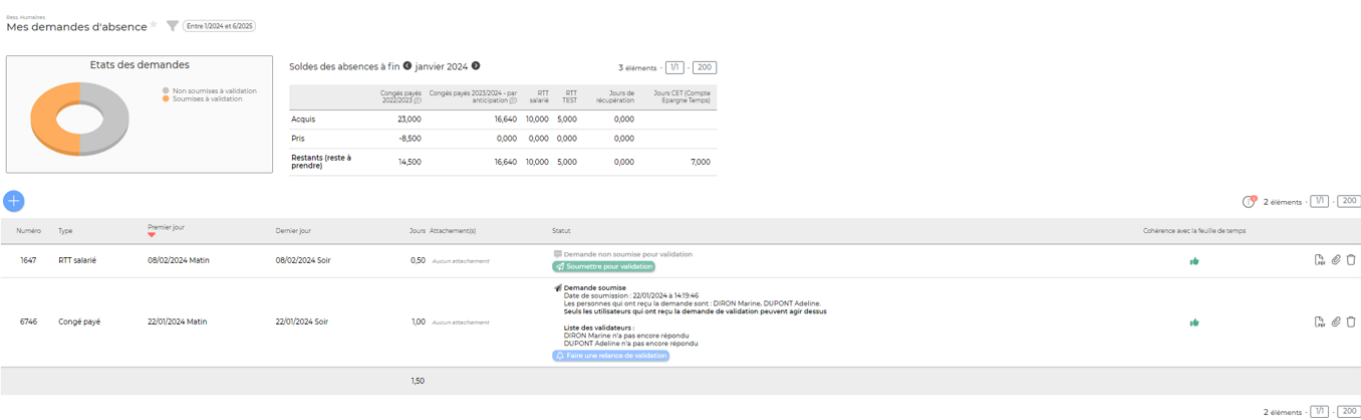 Ress. Humaines
Mes demandes d'absence
Entre 1/2024 et 6/2025
Etats des demandes
Non soumises à validation
Soumises à validation
Soldes des absences à fin janvier 2024
3 éléments - 1/1 - 200
Congés payés 2022/2023 Congés payés 2023/2024 - par anticipation RTT salarié RTT TEST Jours de récupération Jours CET (Compte Epargne Temps)
Acquis 23,000 16,640 10,000 5,000 0,000
Pris -8,500 0,000 0,000 0,000 0,000
Restants (reste à prendre) 14,500 16,640 10,000 5,000 0,000 7,000
2 éléments - 1/1 - 200
Numéro Type Premier jour Dernier jour Jours Attachement(s) Statut Cohérence avec la feuille de temps
1647 RTT salarié 08/02/2024 Matin 08/02/2024 Soir 0,50 Aucun attachement
Demande non soumise pour validation
Soumettre pour validation
6746 Congé payé 22/01/2024 Matin 22/01/2024 Soir 1,00 Aucun attachement
Demande soumise
Date de soumission : 22/01/2024 à 14:19:46
Les personnes qui ont reçu la demande sont : DIRON Marine, DUPONT Adeline.
Seuls les utilisateurs qui ont reçu la demande de validation peuvent agir dessus
Liste des validateurs :
DIRON Marine n'a pas encore répondu
DUPONT Adeline n'a pas encore répondu
Faire une relance de validation
1,50
2 éléments - 1/1 - 200